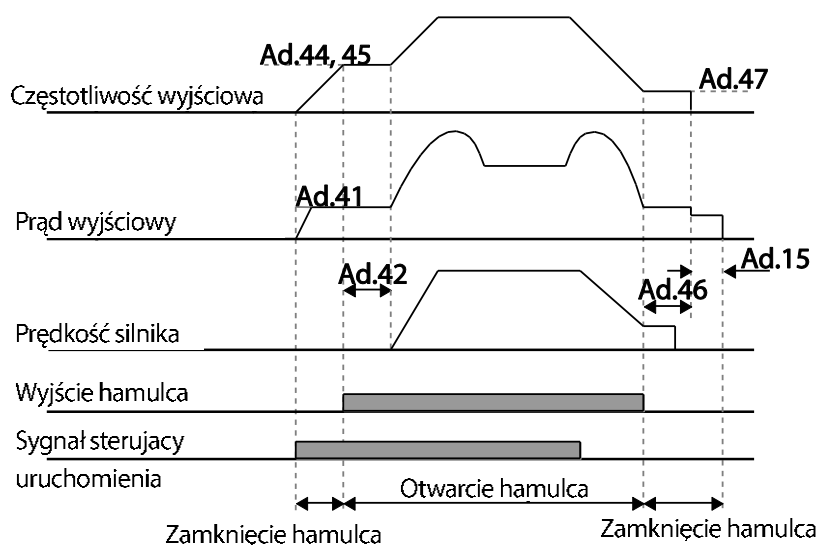 Ad.44, 45
Ad.47
Częstotliwość wyjściowa
Ad.41
Prąd wyjściowy
Ad.15
Ad.42
Ad.46
Prędkość silnika
Wyjście hamulca
Sygnał sterujacy
uruchomienia
Otwarcie hamulca
Zamknięcie hamulca
Zamknięcie hamulca